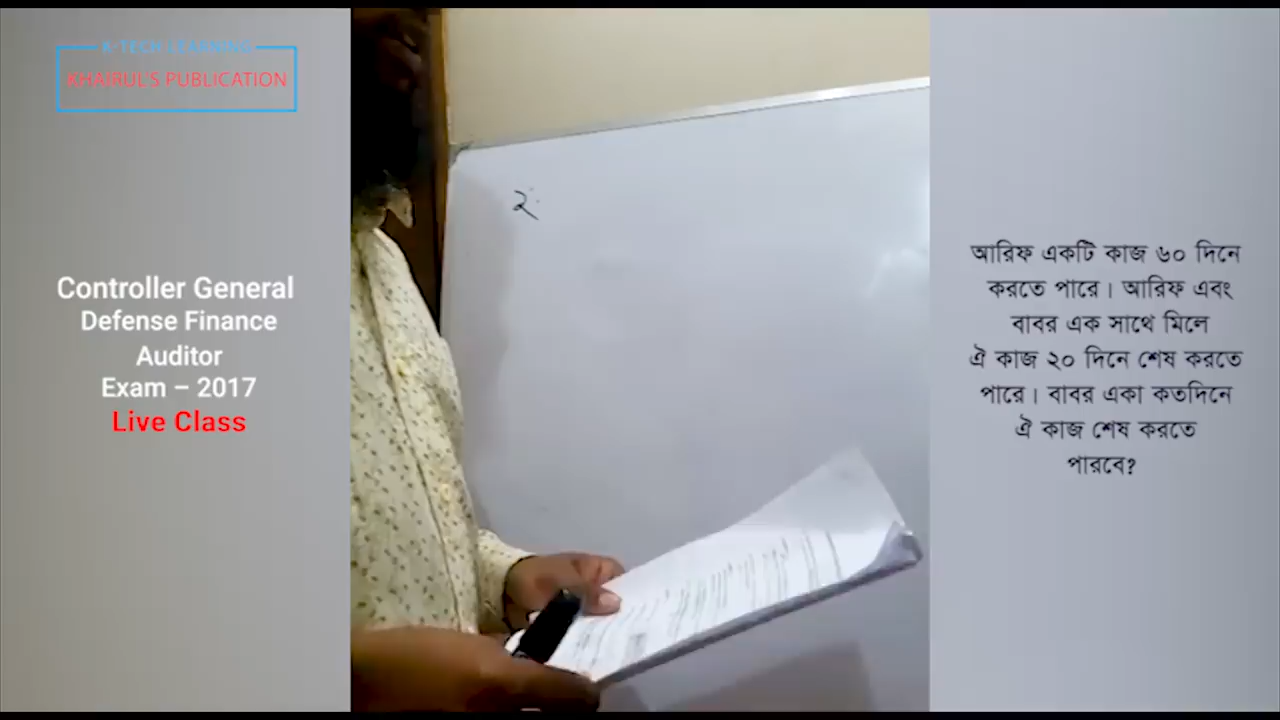 K-TECH LEARNING
KHAIRUL'S PUBLICATION
Controller General
Defense Finance
Auditor
Exam – 2017
Live Class
২
আরিফ একটি কাজ ৬০ দিনে
করতে পারে। আরিফ এবং
বাবর এক সাথে মিলে
ঐ কাজ ২০ দিনে শেষ করতে
পারে। বাবর একা কতদিনে
ঐ কাজ শেষ করতে
পারবে?